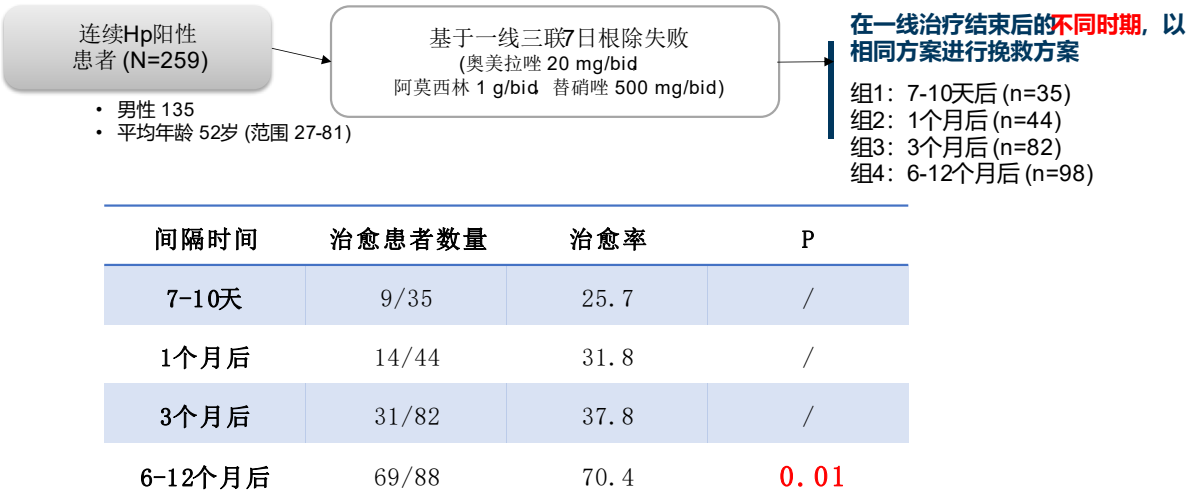 连续Hp阳性
患者 (N=259)
• 男性 135
• 平均年龄 52岁 (范围 27-81)
基于一线三联7日根除失败
(奥美拉唑 20 mg/bid
阿莫西林 1 g/bid 替硝唑 500 mg/bid)
在一线治疗结束后的不同时期，以
相同方案进行挽救方案
组1：7-10天后 (n=35)
组2：1个月后 (n=44)
组3：3个月后 (n=82)
组4：6-12个月后 (n=98)
间隔时间 治愈患者数量 治愈率 P
7-10天 9/35 25.7 /
1个月后 14/44 31.8 /
3个月后 31/82 37.8 /
6-12个月后 69/88 70.4 0.01